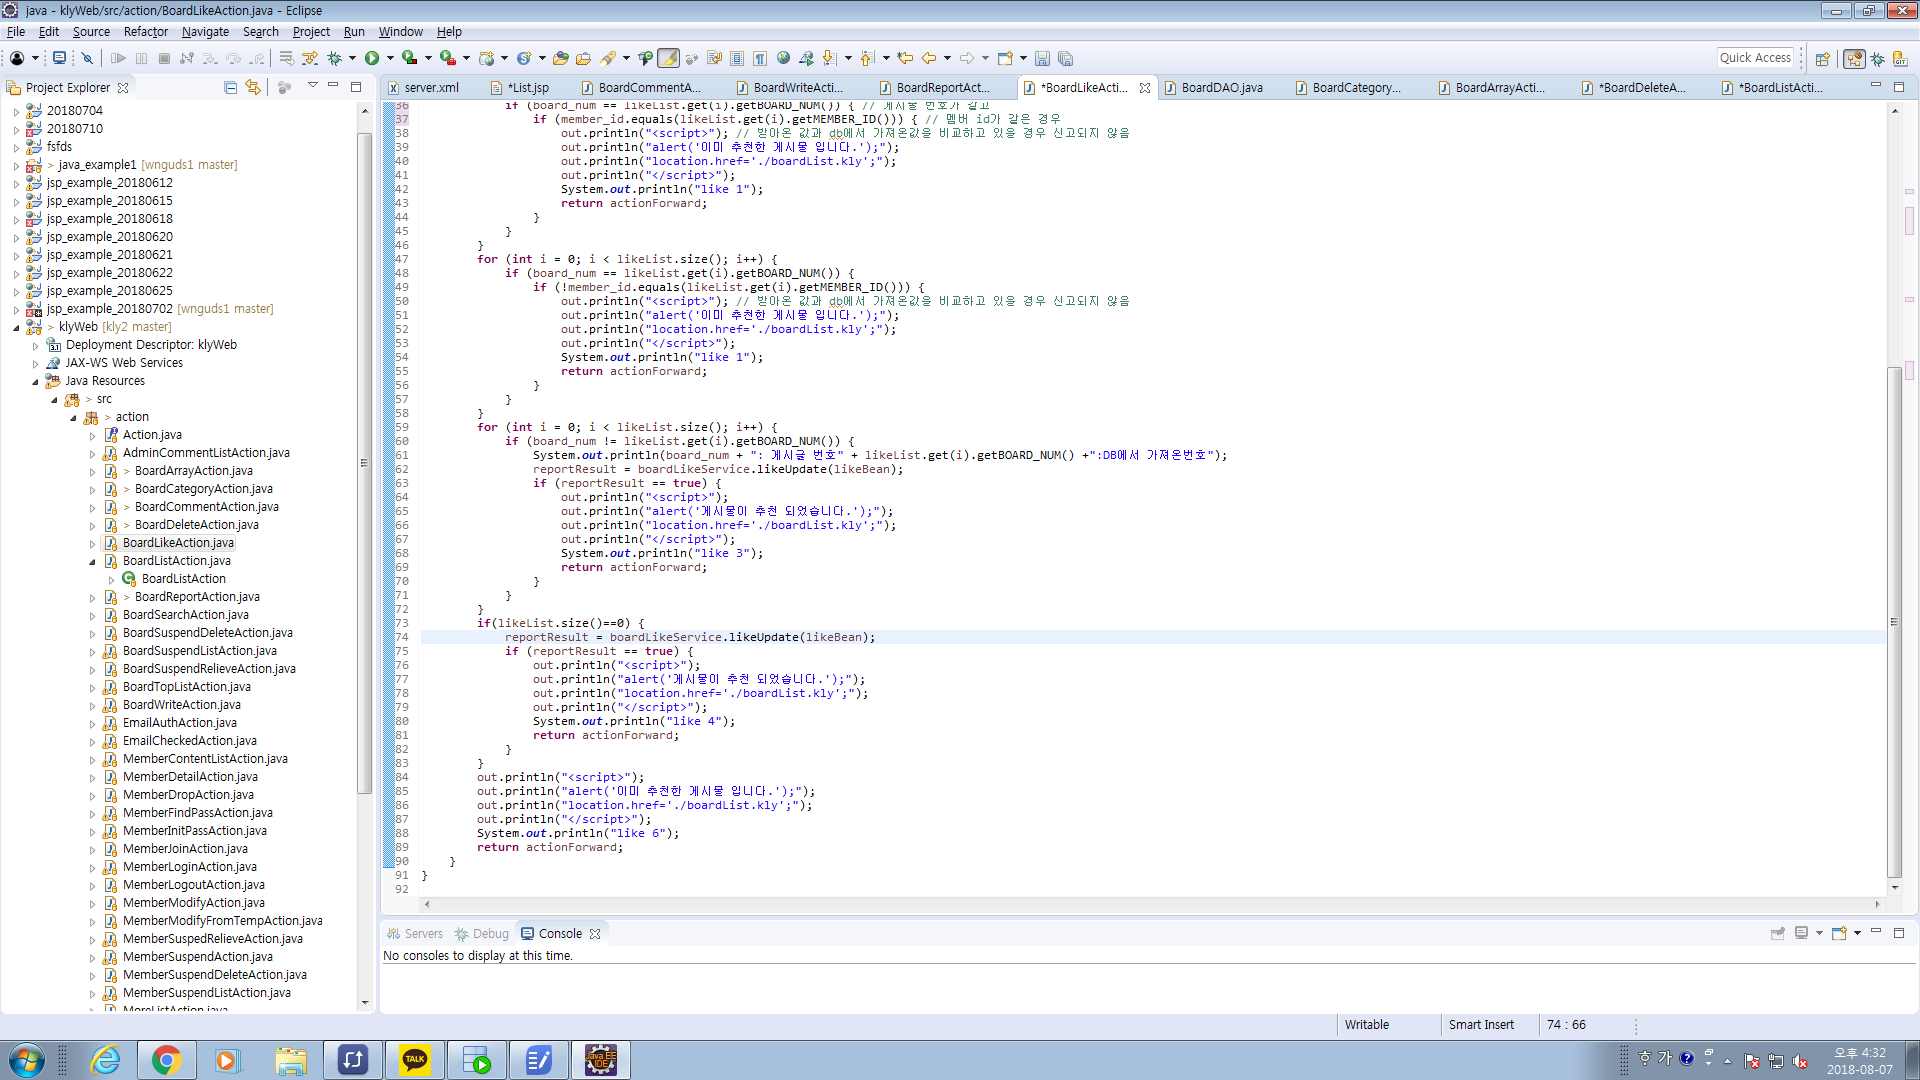 java - klyWeb/src/action/BoardLikeAction.java - Eclipse
File Edit Source Refactor Navigate Search Project Run Window Help
Quick Access
Project Explorer
server.xml *List.jsp BoardCommentA... BoardWriteActi... BoardReportAct... *BoardLikeActi... BoardDAO.java BoardCategory... BoardArrayActi... *BoardDeleteA... *BoardListActi...
20180704
20180710
fsfds
> java_example1 [wnguds1 master]
jsp_example_20180612
jsp_example_20180615
jsp_example_20180618
jsp_example_20180620
jsp_example_20180621
jsp_example_20180622
jsp_example_20180625
jsp_example_20180702 [wnguds1 master]
> klyWeb [kly2 master]
Deployment Descriptor: klyWeb
JAX-WS Web Services
Java Resources
> src
> action
Action.java
AdminCommentListAction.java
> BoardArrayAction.java
> BoardCategoryAction.java
> BoardCommentAction.java
> BoardDeleteAction.java
BoardLikeAction.java
BoardListAction.java
BoardListAction
> BoardReportAction.java
BoardSearchAction.java
BoardSuspendDeleteAction.java
BoardSuspendListAction.java
BoardSuspendRelieveAction.java
BoardTopListAction.java
BoardWriteAction.java
EmailAuthAction.java
EmailCheckedAction.java
MemberContentListAction.java
MemberDetailAction.java
MemberDropAction.java
MemberFindPassAction.java
MemberInitPassAction.java
MemberJoinAction.java
MemberLoginAction.java
MemberLogoutAction.java
MemberModifyAction.java
MemberModifyFromTempAction.java
MemberSuspedRelieveAction.java
MemberSuspendAction.java
MemberSuspendDeleteAction.java
MemberSuspendListAction.java
MoreListAction.java
36 if (board_num == likeList.get(i).getBOARD_NUM()) { // 게시물 번호가 같고
37 if (member_id.equals(likeList.get(i).getMEMBER_ID())) { // 멤버 id가 같은 경우
38 out.println("<script>"); // 받아온 값과 db에서 가져온값을 비교하고 있을 경우 신고되지 않음
39 out.println("alert('이미 추천한 게시물 입니다.');");
40 out.println("location.href='./boardList.kly';");
41 out.println("</script>");
42 System.out.println("like 1");
43 return actionForward;
44 }
45 }
46 }
47 for (int i = 0; i < likeList.size(); i++) {
48 if (board_num == likeList.get(i).getBOARD_NUM()) {
49 if (!member_id.equals(likeList.get(i).getMEMBER_ID())) {
50 out.println("<script>"); // 받아온 값과 db에서 가져온값을 비교하고 있을 경우 신고되지 않음
51 out.println("alert('이미 추천한 게시물 입니다.');");
52 out.println("location.href='./boardList.kly';");
53 out.println("</script>");
54 System.out.println("like 1");
55 return actionForward;
56 }
57 }
58 }
59 for (int i = 0; i < likeList.size(); i++) {
60 if (board_num != likeList.get(i).getBOARD_NUM()) {
61 System.out.println(board_num + ": 게시글 번호" + likeList.get(i).getBOARD_NUM() +":DB에서 가져온번호");
62 reportResult = boardLikeService.likeUpdate(likeBean);
63 if (reportResult == true) {
64 out.println("<script>");
65 out.println("alert('게시물이 추천 되었습니다.');");
66 out.println("location.href='./boardList.kly';");
67 out.println("</script>");
68 System.out.println("like 3");
69 return actionForward;
70 }
71 }
72 }
73 if(likeList.size()==0) {
74 reportResult = boardLikeService.likeUpdate(likeBean);
75 if (reportResult == true) {
76 out.println("<script>");
77 out.println("alert('게시물이 추천 되었습니다.');");
78 out.println("location.href='./boardList.kly';");
79 out.println("</script>");
80 System.out.println("like 4");
81 return actionForward;
82 }
83 }
84 out.println("<script>");
85 out.println("alert('이미 추천한 게시물 입니다.');");
86 out.println("location.href='./boardList.kly';");
87 out.println("</script>");
88 System.out.println("like 6");
89 return actionForward;
90 }
91 }
92
Servers Debug Console
No consoles to display at this time.
Writable Smart Insert 74 : 66
TALK
Java EE IDE
가
오후 4:32
2018-08-07